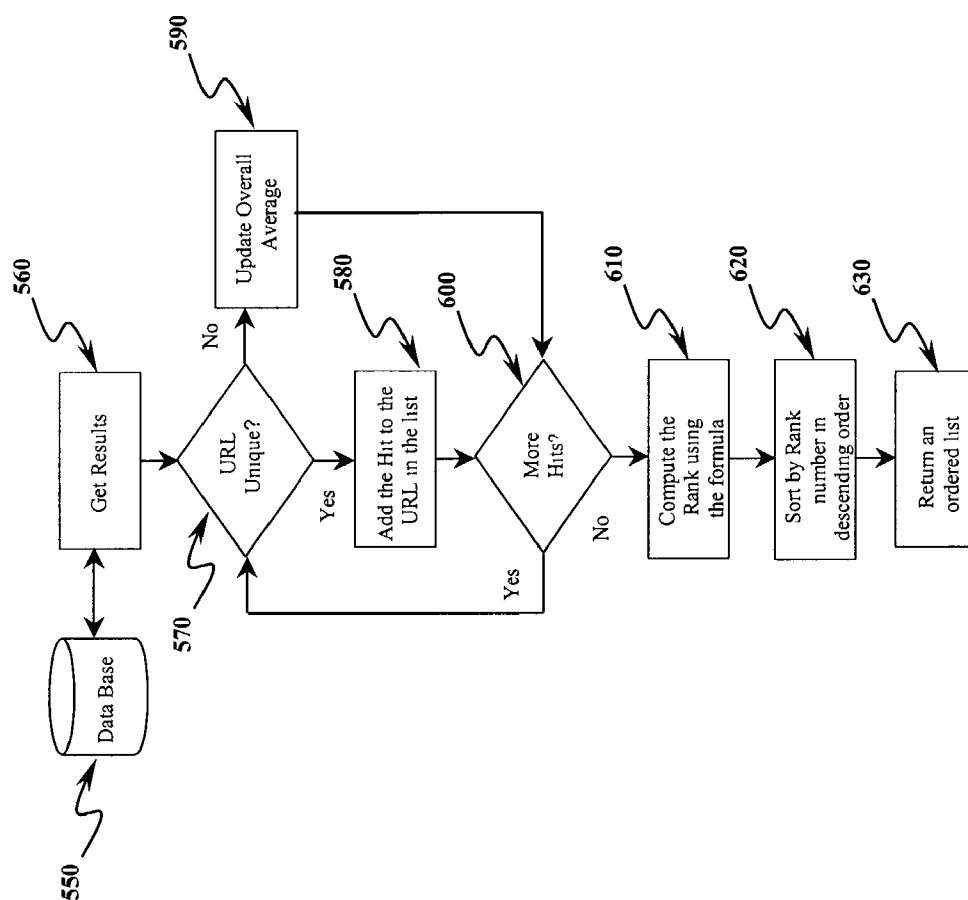 550
Data Base
560
Get Results
570
URL
Unique?
No
590
Update Overall
Average
Yes
580
Add the Hit to the
URL in the list
600
More
Hits?
Yes
No
610
Compute the
Rank using
the formula
620
Sort by Rank
number in
descending order
630
Return an
ordered list